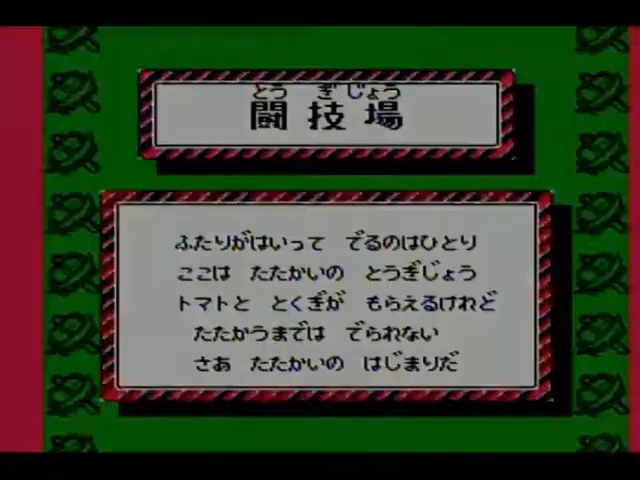 とう ぎ じょう
闘技場
ふたりがはいって でるのはひとり
ここは たたかいの とうぎじょう
トマトと とくぎが もらえるけれど
たたかうまでは でられない
さあ たたかいの はじまりだ